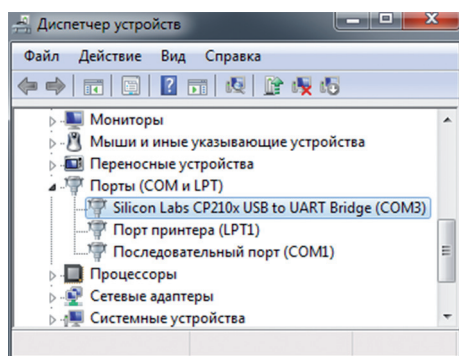 Диспетчер устройств
Файл Действие Вид Справка
Мониторы
Мыши и иные указывающие устройства
Переносные устройства
Порты (COM и LPT)
Silicon Labs CP210x USB to UART Bridge (COM3)
Порт принтера (LPT1)
Последовательный порт (COM1)
Процессоры
Сетевые адаптеры
Системные устройства